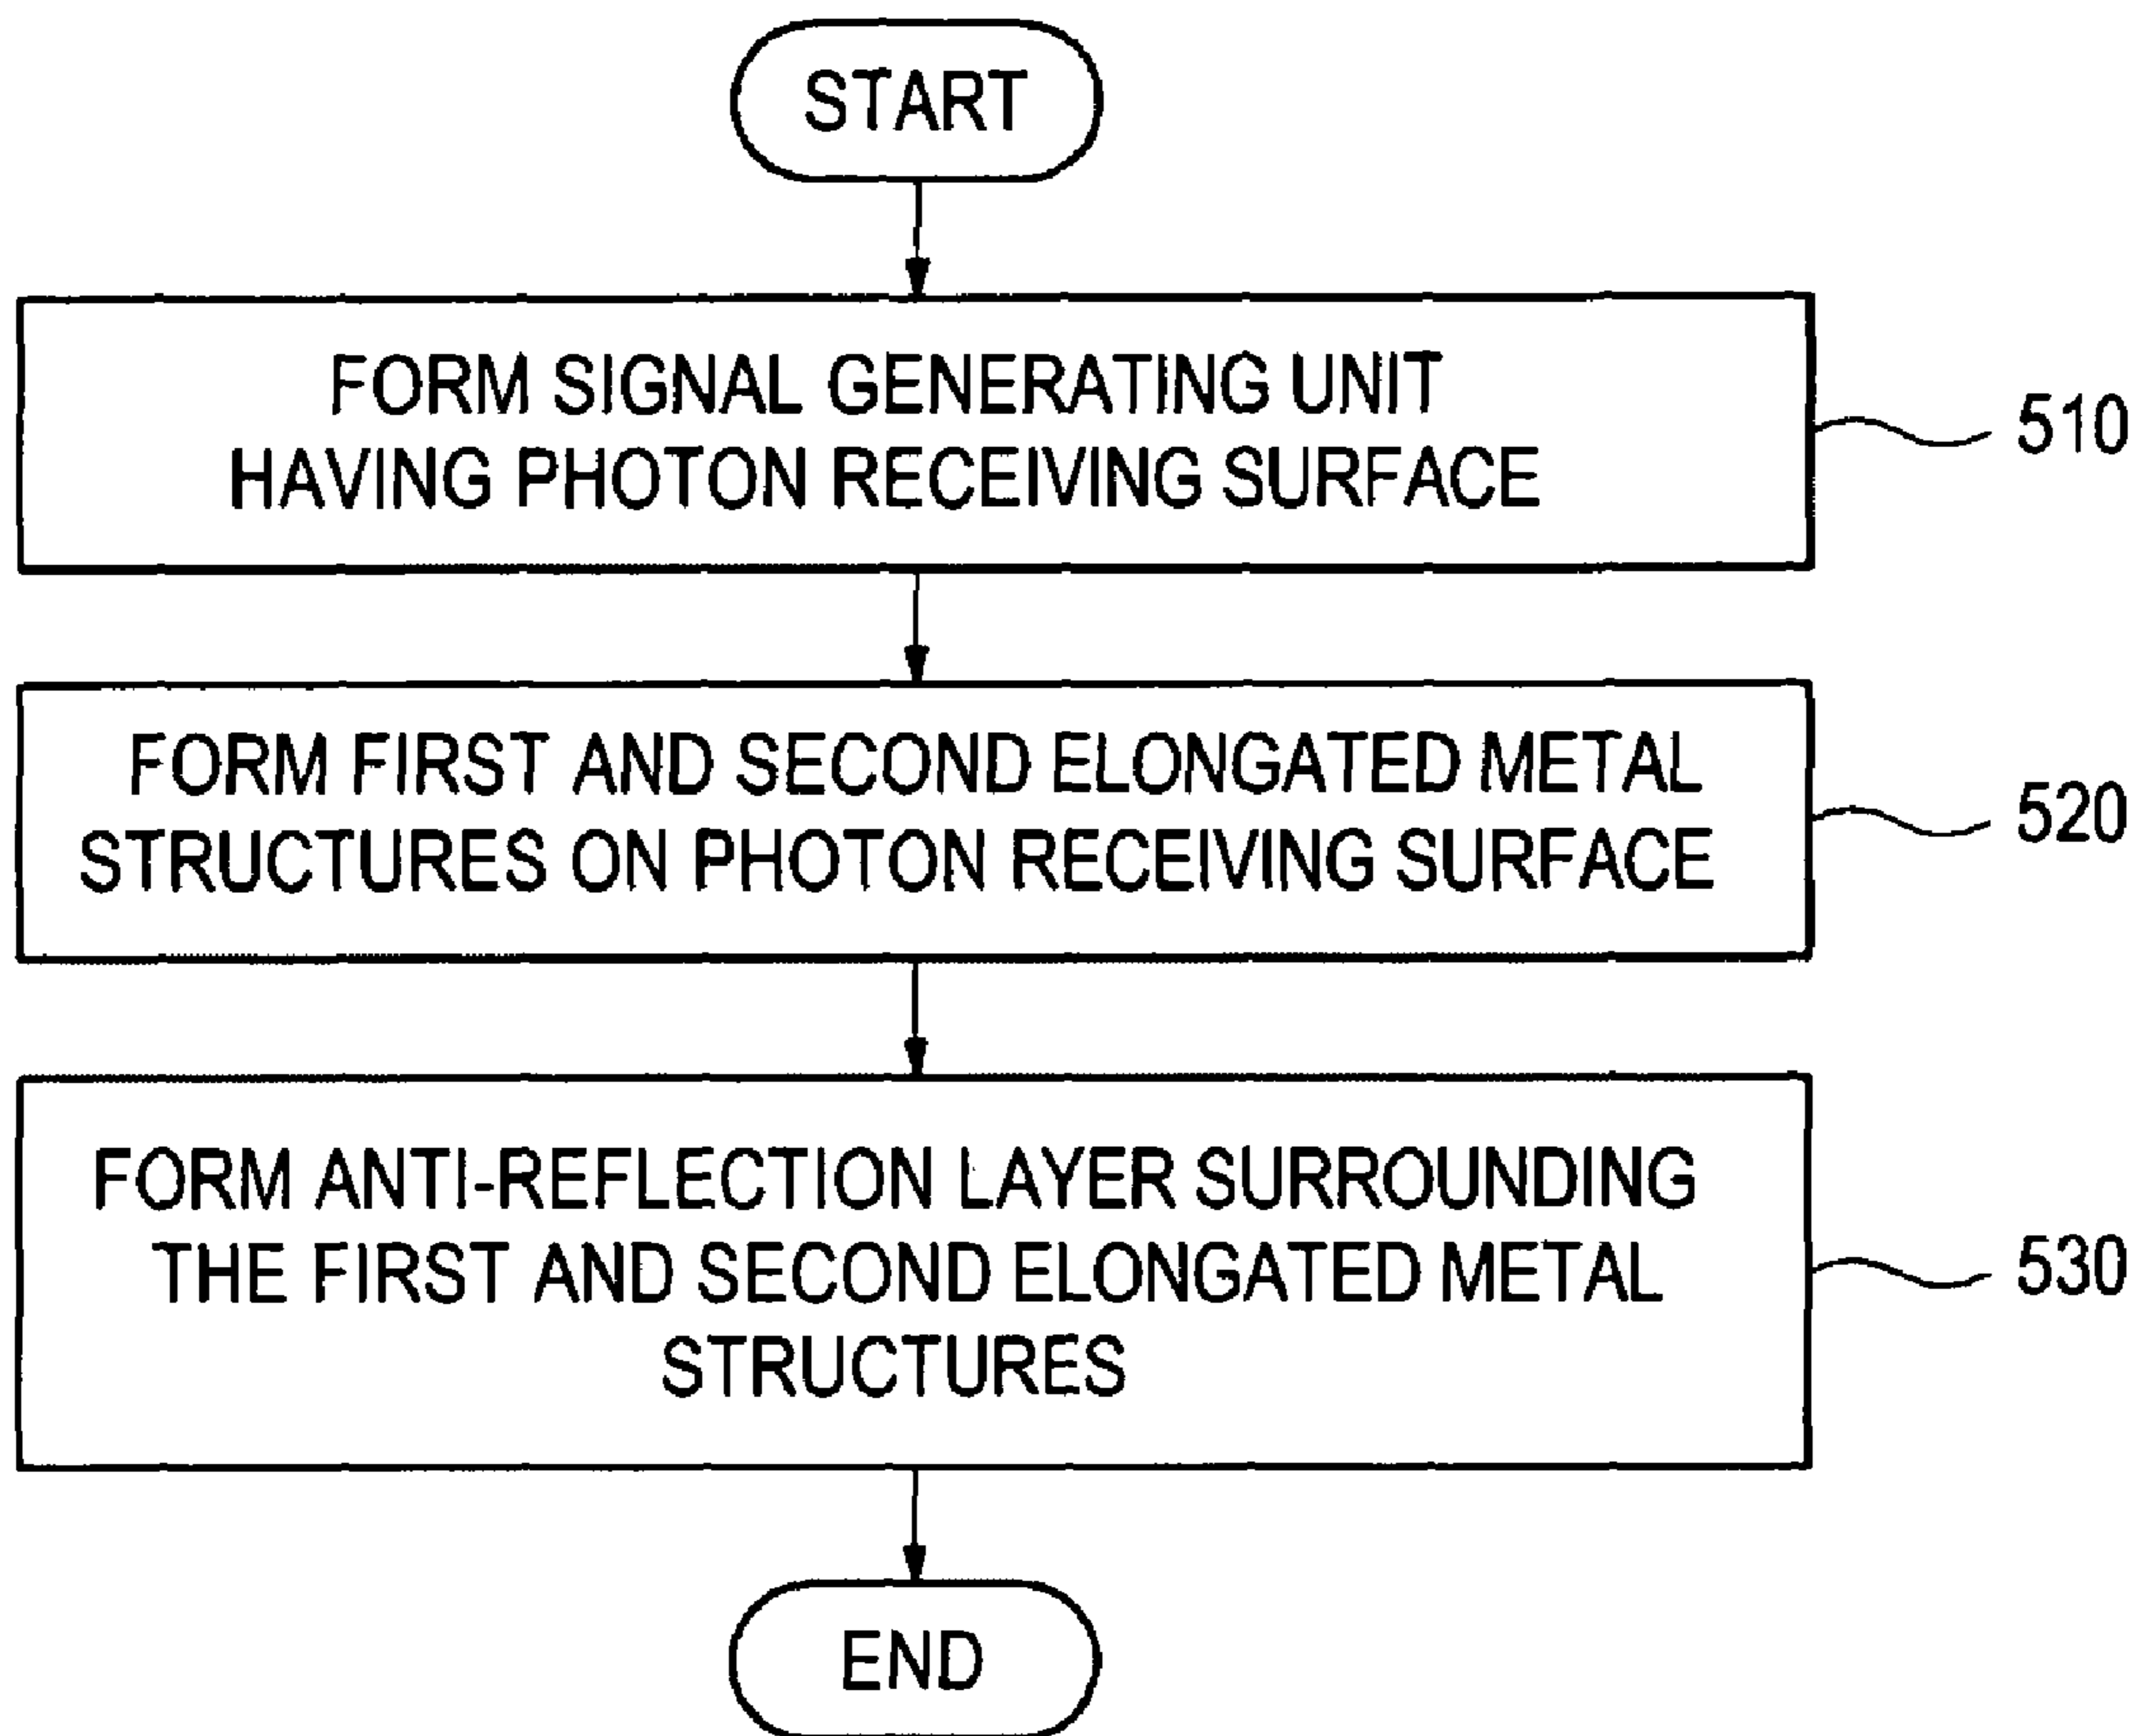 START
FORM SIGNAL GENERATING UNIT
HAVING PHOTON RECEIVING SURFACE
510
FORM FIRST AND SECOND ELONGATED METAL
STRUCTURES ON PHOTON RECEIVING SURFACE
520
FORM ANTI-REFLECTION LAYER SURROUNDING
THE FIRST AND SECOND ELONGATED METAL
STRUCTURES
530
END